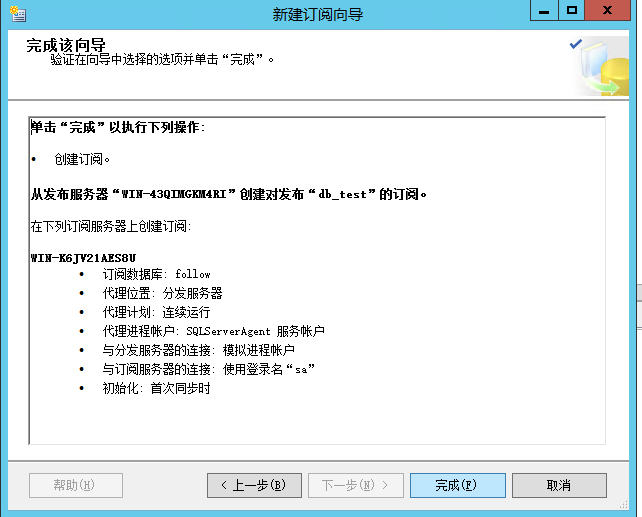 新建订阅向导
完成该向导
验证在向导中选择的选项并单击“完成”。
单击“完成”以执行下列操作:
• 创建订阅。
从发布服务器“WIN-43QIMGKM4RI”创建对发布“db_test”的订阅。
在下列订阅服务器上创建订阅:
WIN-K6JV21AES8U
• 订阅数据库: follow
• 代理位置: 分发服务器
• 代理计划: 连续运行
• 代理进程帐户: SQLServerAgent 服务帐户
• 与分发服务器的连接: 模拟进程帐户
• 与订阅服务器的连接: 使用登录名“sa”
• 初始化: 首次同步时
帮助(H) < 上一步(B) 下一步(N) > 完成(F) 取消